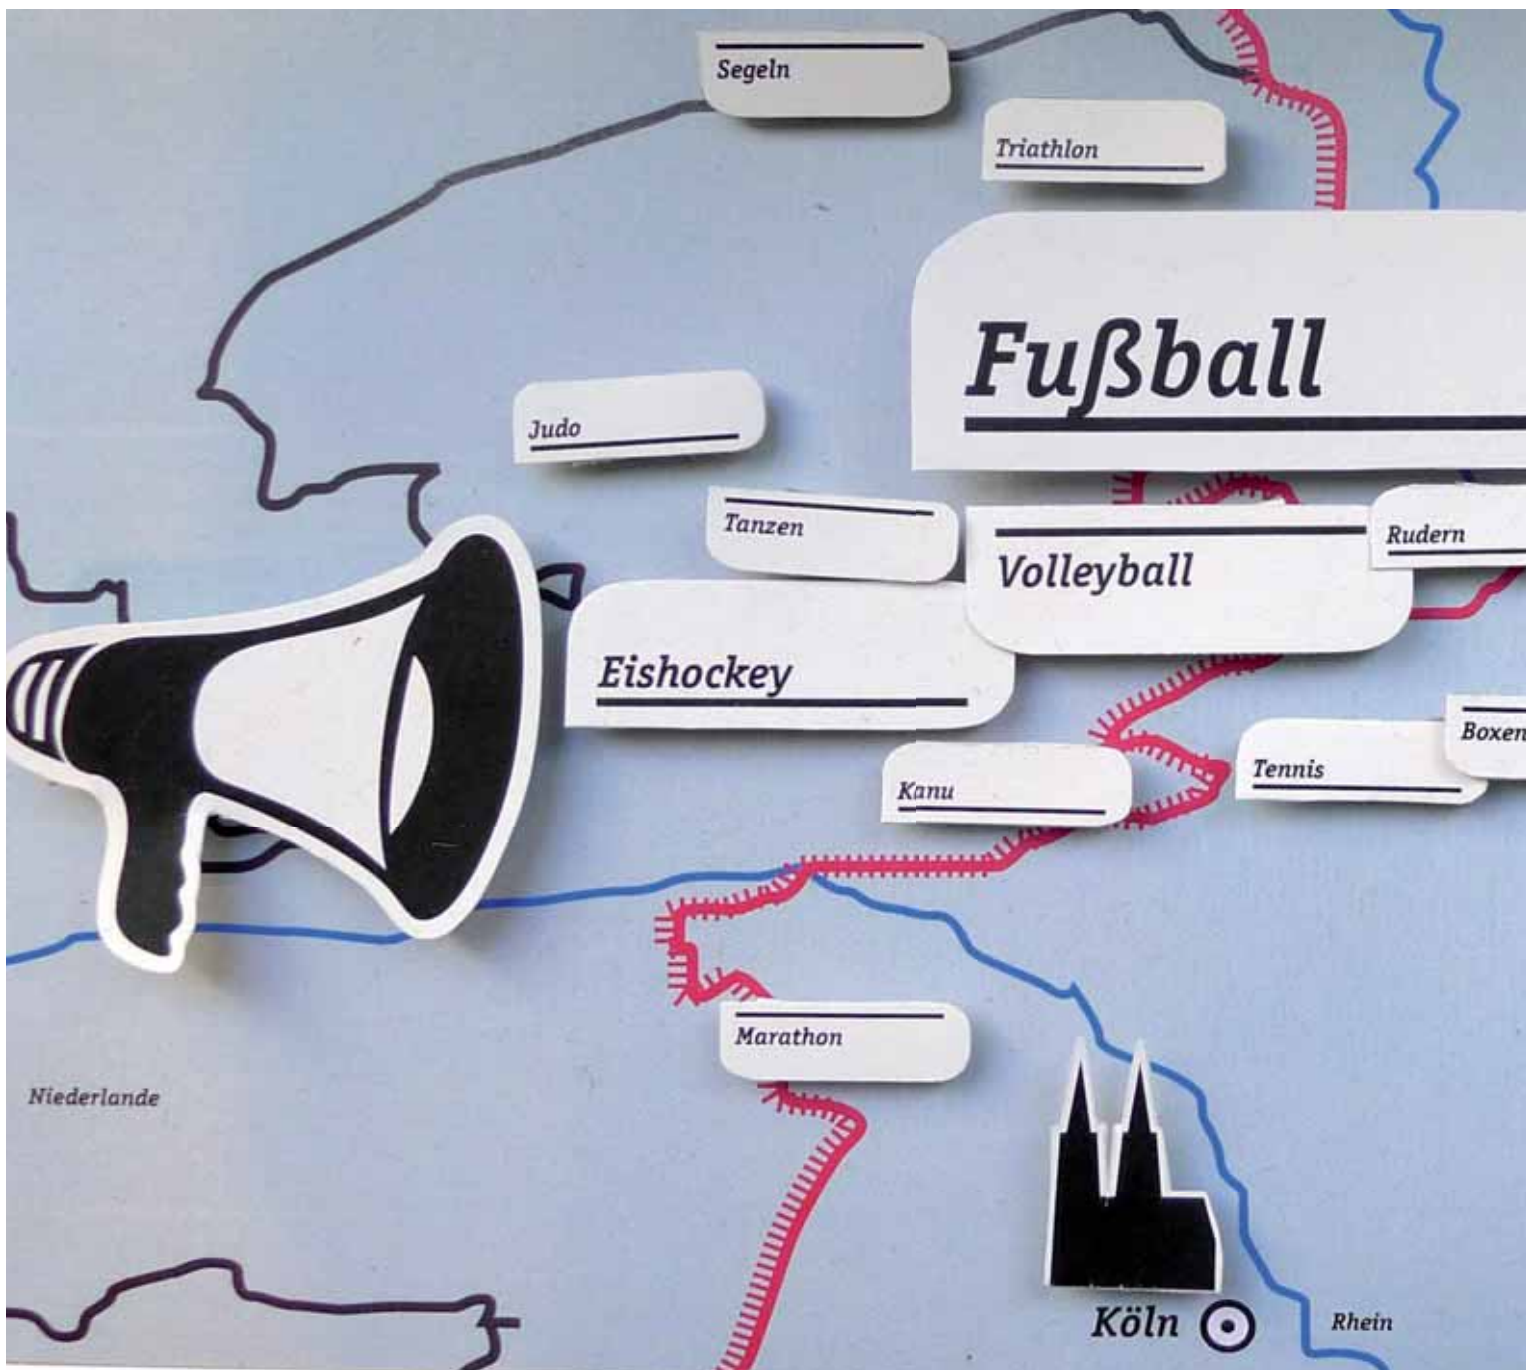 Segeln
Triathlon
Fußball
Judo
Tanzen
Volleyball
Rudern
Eishockey
Boxen
Tennis
Kanu
Marathon
Niederlande
Köln
Rhein